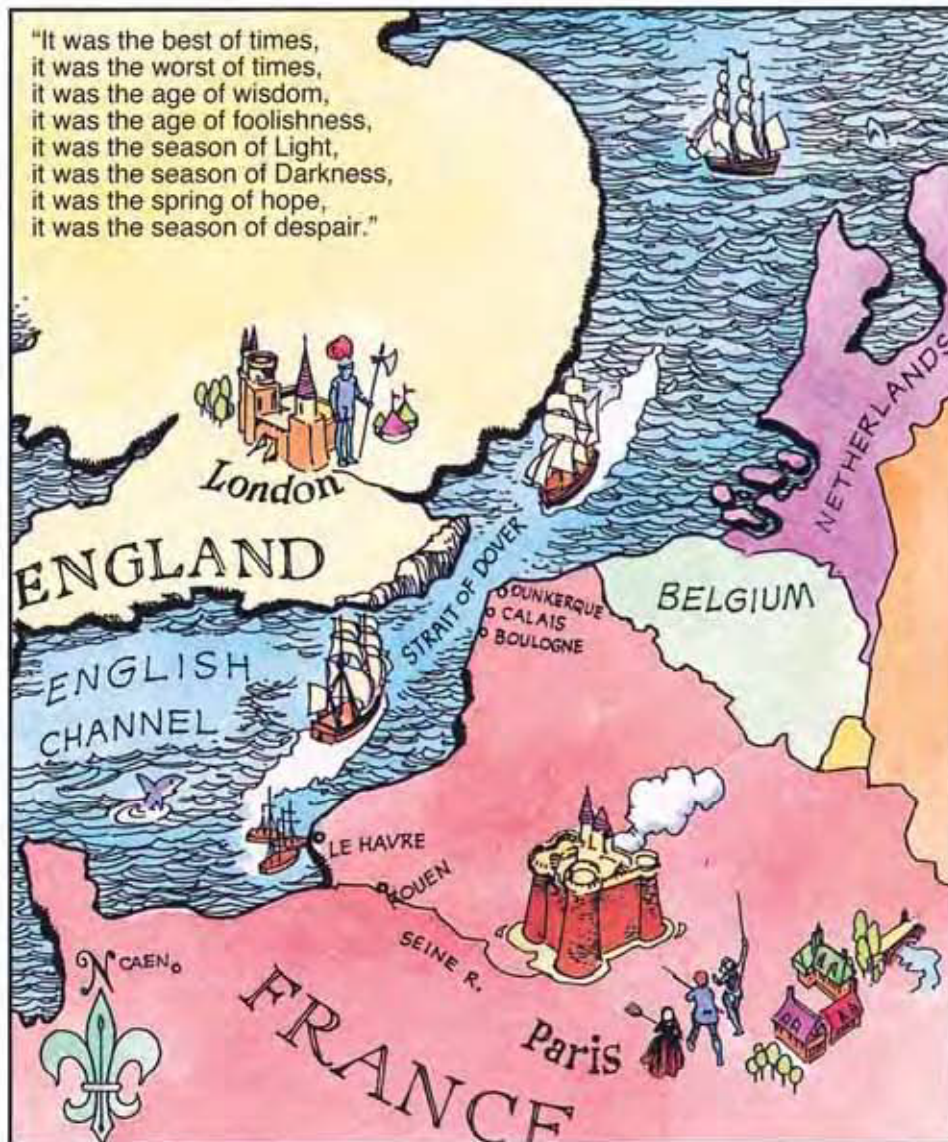 “It was the best of times,
it was the worst of times,
it was the age of wisdom,
it was the age of foolishness,
it was the season of Light,
it was the season of Darkness,
it was the spring of hope,
it was the season of despair.”
London
ENGLAND
ENGLISH
CHANNEL
STRAIT OF DOVER
NETHERLANDS
BELGIUM
DUNKERQUE
CALAIS
BOULOGNE
LE HAVRE
ROUEN
SEINE R.
N
CAEN
Paris
FRANCE